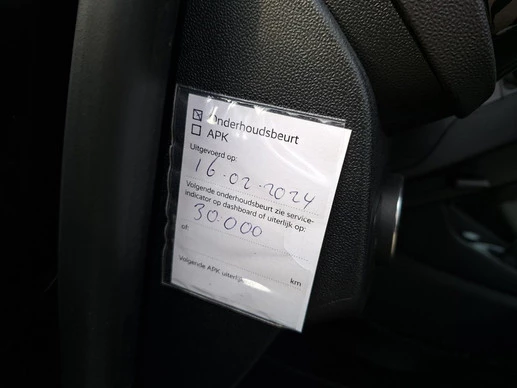 Onderhoudsbeurt
APK
Uitgevoerd op:
16-02-2024
Volgende onderhoudsbeurt zie service-
indicator op dashboard of uiterlijk op:
30.000
of:
km
Volgende APK uiterlijk